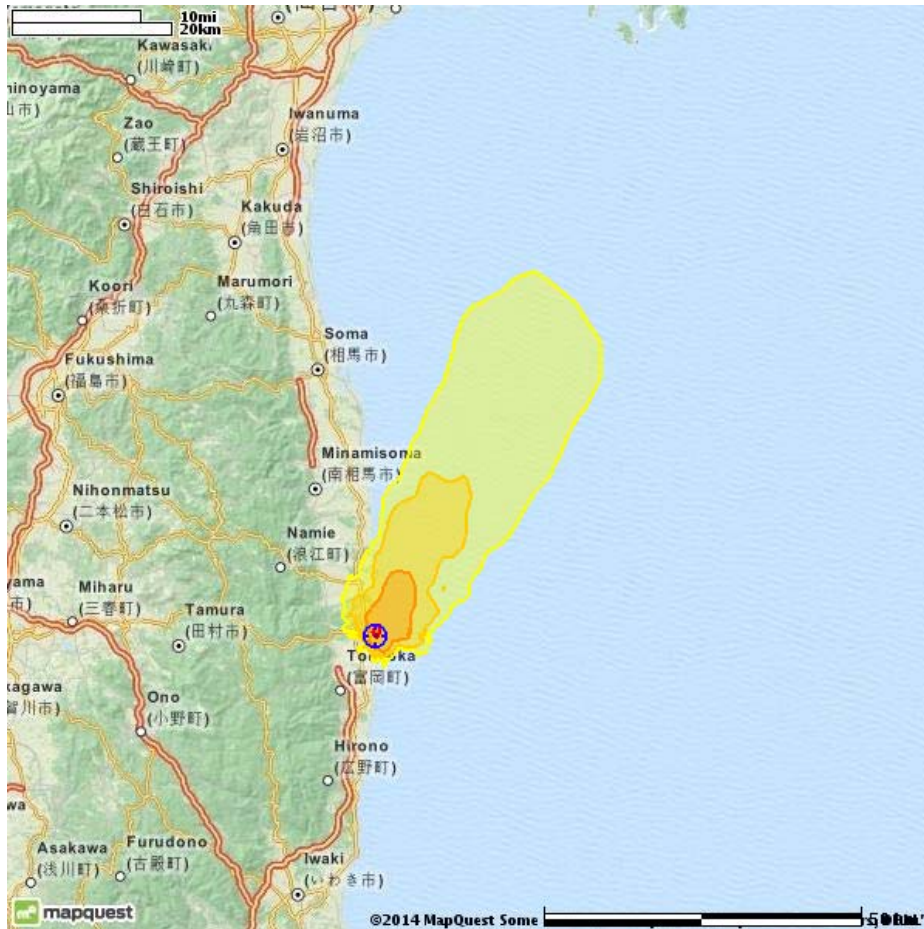 10mi
20km
Kawasaki
(川崎町)
Iwanuma
(岩沼市)
Zao
(蔵王町)
Shiroishi
(白石市)
Kakuda
(角田市)
Koori
(桑折町)
Marumori
(丸森町)
Soma
(相馬市)
Fukushima
(福島市)
Minamisoma
(南相馬市)
Nihonmatsu
(二本松市)
Namie
(浪江町)
Miharu
(三春町)
Tamura
(田村市)
(富岡町)
Ono
(小野町)
Hirono
(広野町)
Asakawa
(浅川町)
Furudono
(古殿町)
Iwaki
(いわき市)
mapquest
©2014 MapQuest Some